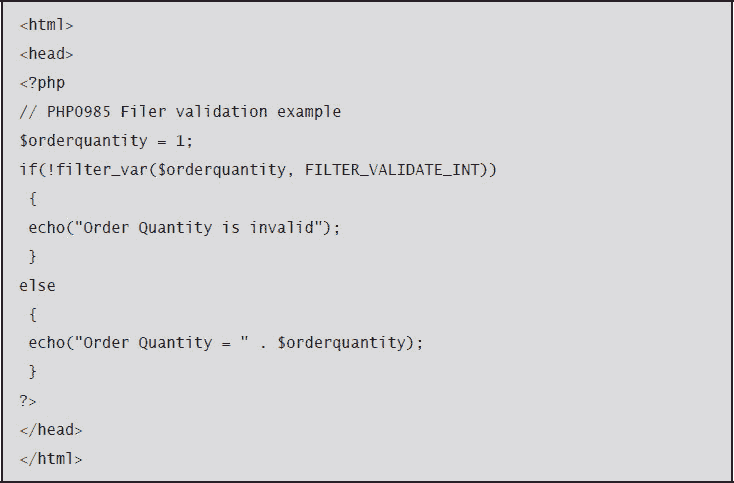 <html>
<head>
<?php
// PHP0985 Filer validation example
$orderquantity = 1;
if(!filter_var($orderquantity, FILTER_VALIDATE_INT))
{
echo("Order Quantity is invalid");
}
else
{
echo("Order Quantity = " . $orderquantity);
}
?>
</head>
</html>